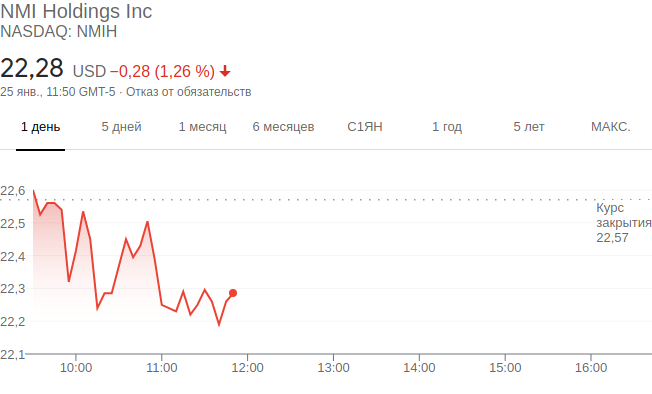 NMI Holdings Inc
NASDAQ: NMIH
22,28 USD −0,28 (1,26 %)
25 янв., 11:50 GMT-5 · Отказ от обязательств
1 день 5 дней 1 месяц 6 месяцев С1ЯН 1 год 5 лет МАКС.
22,6
Курс
закрытия
22,5
22,57
22,4
22,3
22,2
22,1
10:00 11:00 12:00 13:00 14:00 15:00 16:00